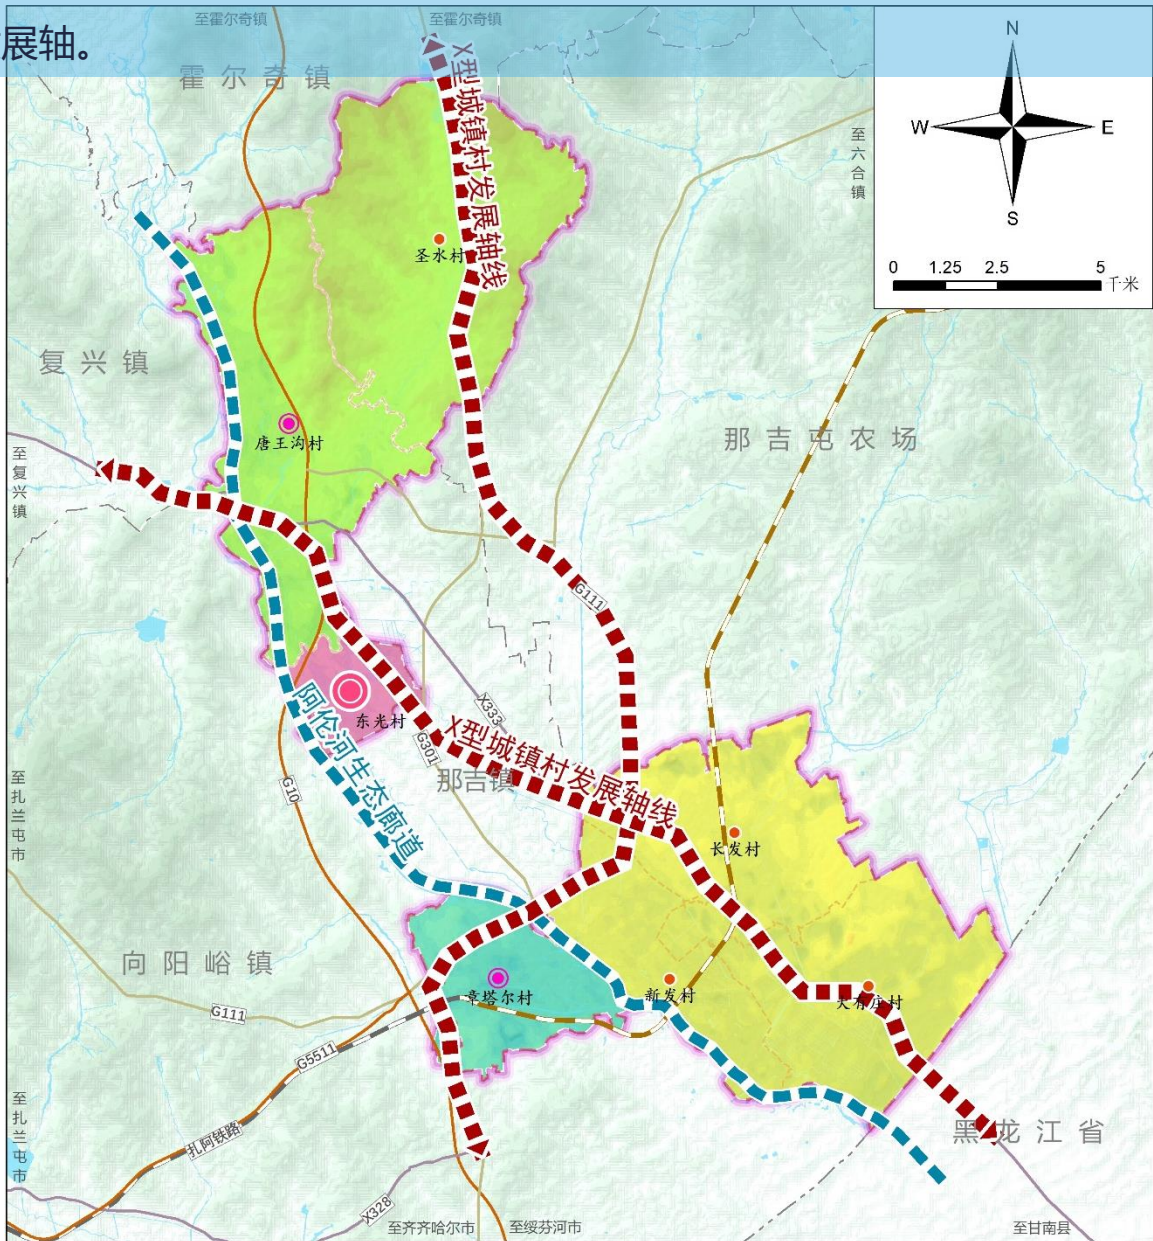 展轴。
至霍尔奇镇
至霍尔奇镇
霍尔奇镇
X型城镇村发展轴线
N
W
E
S
0 1.25 2.5 5
千米
至六合镇
圣水村
复兴镇
唐王沟村
那吉屯农场
至复兴镇
G111
X333
东光村
G301
阿伦河生态廊道
X型城镇村发展轴线
那吉镇
G10
至扎兰屯市
长发村
向阳峪镇
章塔尔村
新发村
大有庄村
G111
G5511
扎阿铁路
至扎兰屯市
黑龙江省
X328
至齐齐哈尔市
至绥芬河市
至甘南县